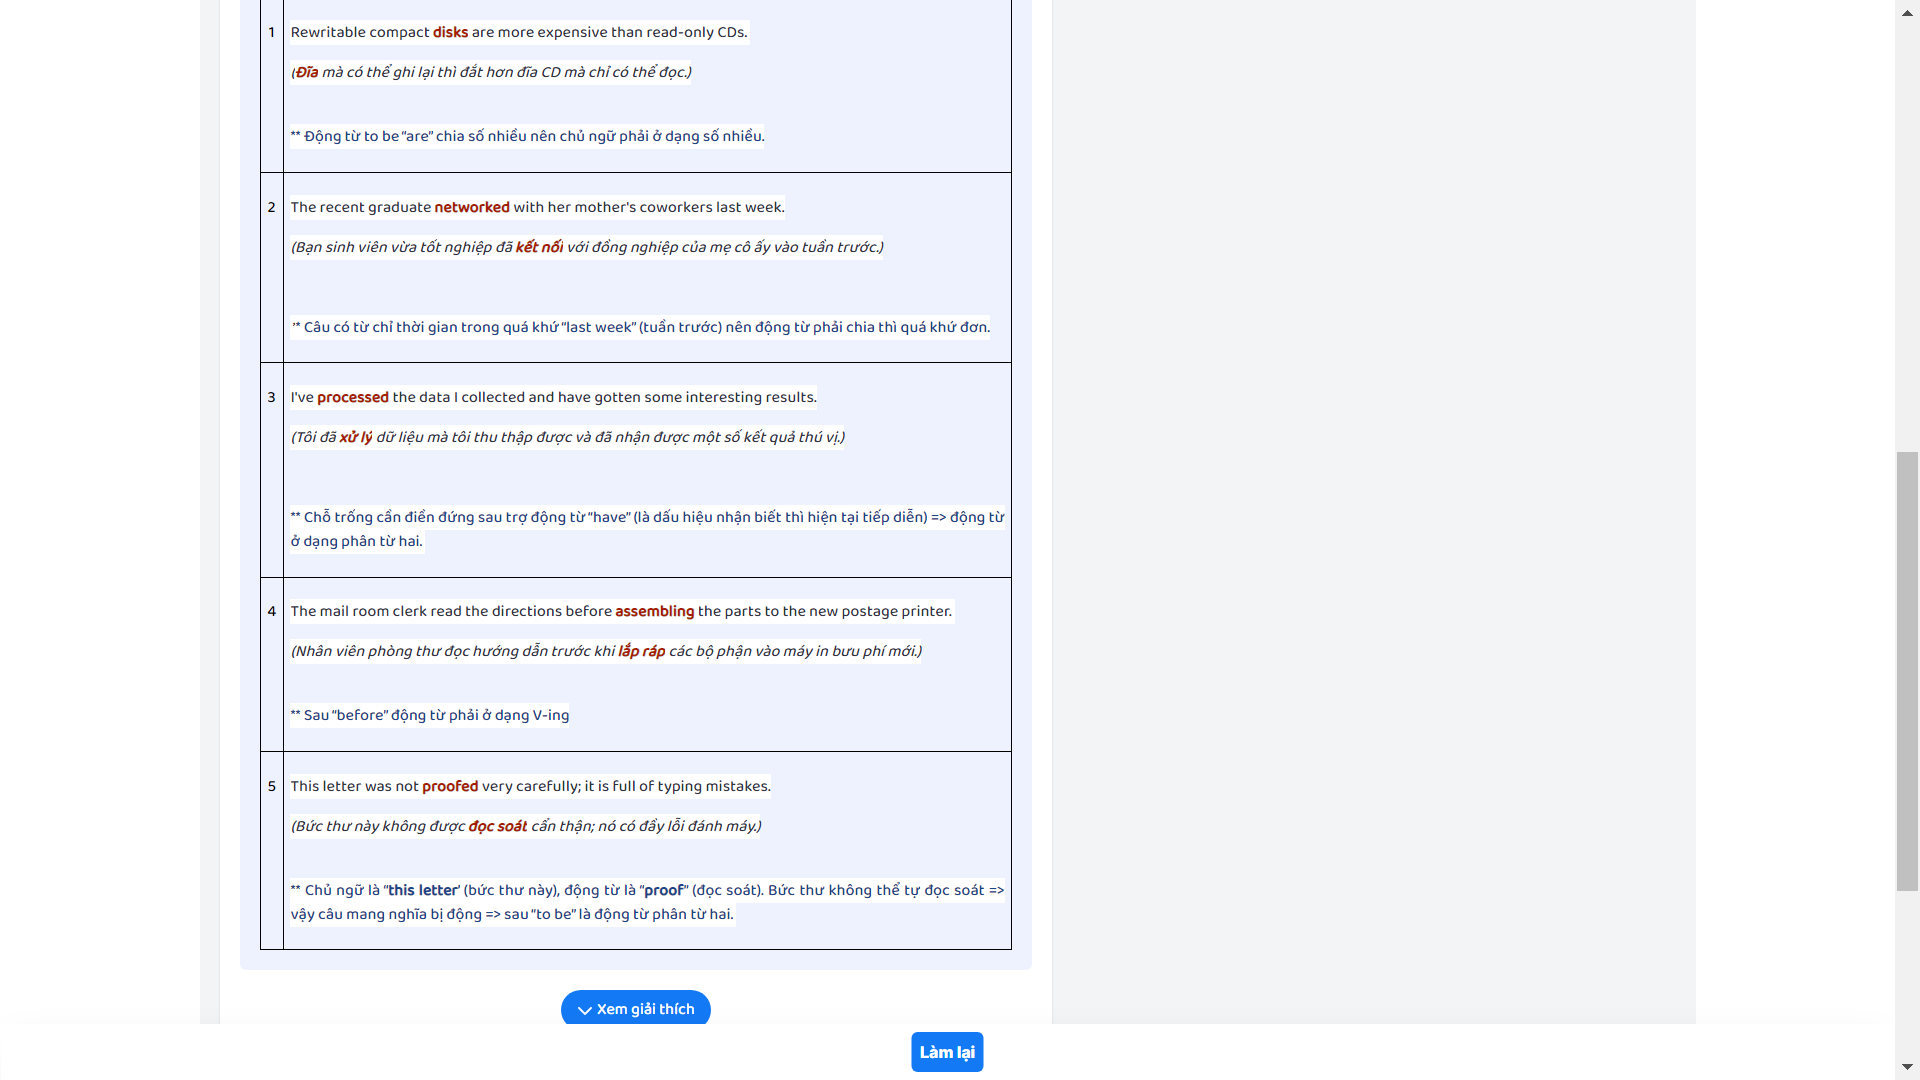 1 Rewritable compact disks are more expensive than read-only CDs.
(Đĩa mà có thể ghi lại thì đắt hơn đĩa CD mà chỉ có thể đọc.)
** Động từ to be “are” chia số nhiều nên chủ ngữ phải ở dạng số nhiều.
2 The recent graduate networked with her mother's coworkers last week.
(Bạn sinh viên vừa tốt nghiệp đã kết nối với đồng nghiệp của mẹ cô ấy vào tuần trước.)
’* Câu có từ chỉ thời gian trong quá khứ “last week” (tuần trước) nên động từ phải chia thì quá khứ đơn.
3 I've processed the data I collected and have gotten some interesting results.
(Tôi đã xử lý dữ liệu mà tôi thu thập được và đã nhận được một số kết quả thú vị.)
** Chỗ trống cần điền đứng sau trợ động từ “have” (là dấu hiệu nhận biết thì hiện tại tiếp diễn) => động từ
ở dạng phân từ hai.
4 The mail room clerk read the directions before assembling the parts to the new postage printer.
(Nhân viên phòng thư đọc hướng dẫn trước khi lắp ráp các bộ phận vào máy in bưu phí mới.)
** Sau “before” động từ phải ở dạng V-ing
5 This letter was not proofed very carefully; it is full of typing mistakes.
(Bức thư này không được đọc soát cẩn thận; nó có đầy lỗi đánh máy.)
** Chủ ngữ là “this letter’ (bức thư này), động từ là “proof” (đọc soát). Bức thư không thể tự đọc soát =>
vậy câu mang nghĩa bị động => sau “to be” là động từ phân từ hai.
Xem giải thích
Làm lại